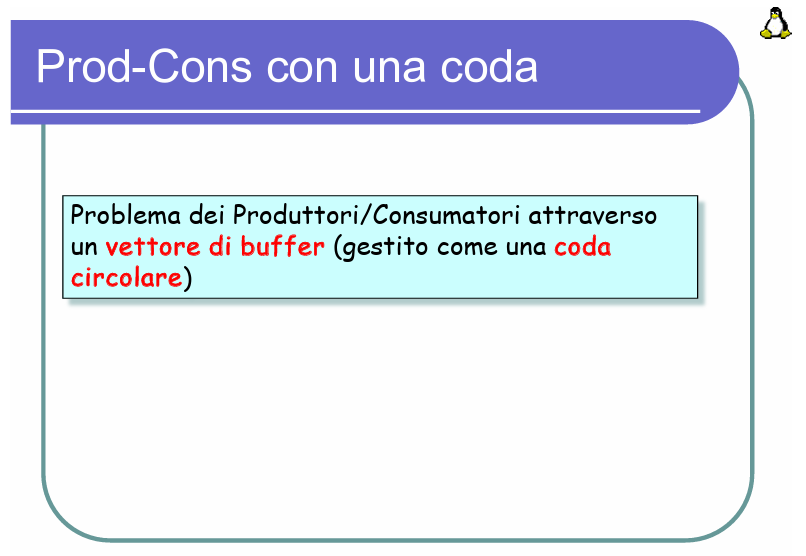 Prod-Cons con una coda
Problema dei Produttori/Consumatori attraverso
un vettore di buffer (gestito come una coda
circolare)